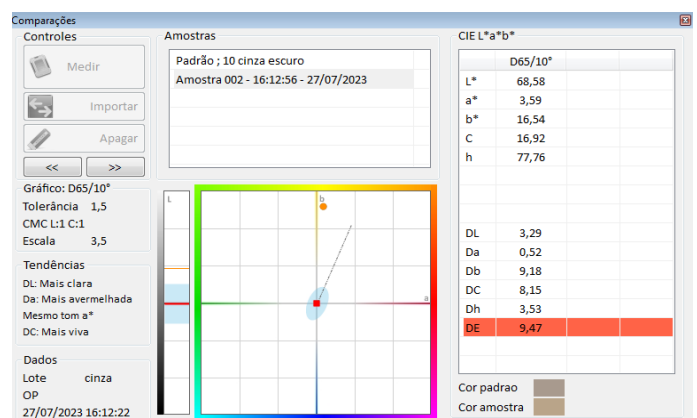 Comparações
Controles
Medir
Importar
Apagar
<< >>
Gráfico: D65/10°
Tolerância 1,5
CMC L:1 C:1
Escala 3,5
Tendências
DL: Mais clara
Da: Mais avermelhada
Mesmo tom a*
DC: Mais viva
Dados
Lote cinza
OP
27/07/2023 16:12:22
Amostras
Padrão ; 10 cinza escuro
Amostra 002 - 16:12:56 - 27/07/2023
L
b
a
CIE L*a*b*
D65/10°
L* 68,58
a* 3,59
b* 16,54
C 16,92
h 77,76
DL 3,29
Da 0,52
Db 9,18
DC 8,15
Dh 3,53
DE 9,47
Cor padrao
Cor amostra